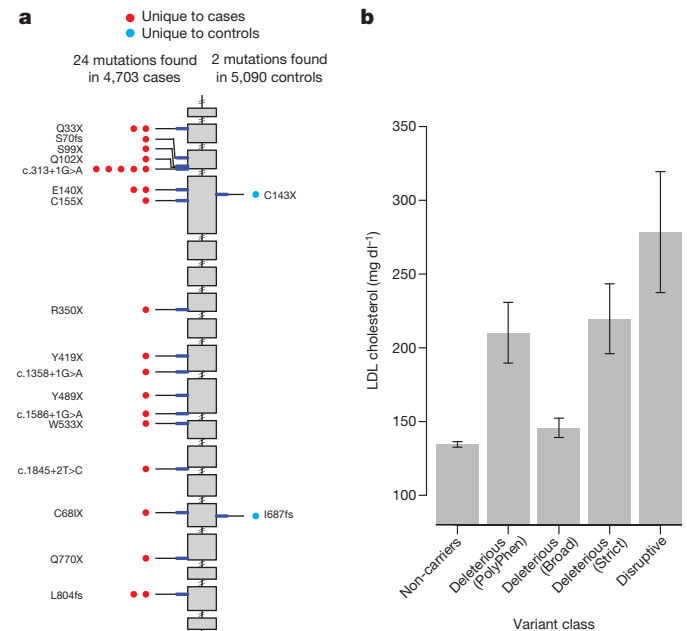 a
Unique to cases
Unique to controls
24 mutations found
in 4,703 cases
2 mutations found
in 5,090 controls
Q33X
S70fs
S99X
Q102X
c.313+1G>A
E140X
C155X
C143X
R350X
Y419X
c.1358+1G>A
Y489X
c.1586+1G>A
W533X
c.1845+2T>C
C68IX
I687fs
Q770X
L804fs
b
350
300
250
200
150
100
LDL cholesterol (mg dl⁻¹)
Non-carriers
Deleterious
(PolyPhen)
Deleterious
(Broad)
Deleterious
(Strict)
Disruptive
Variant class